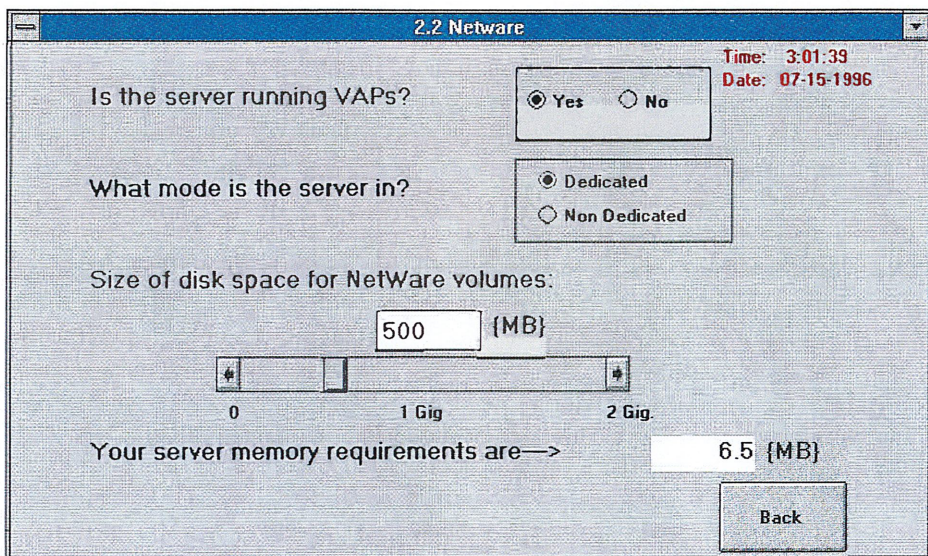 2.2 Netware
Time: 3:01:39
Date: 07-15-1996
Is the server running VAPs?
Yes No
What mode is the server in?
Dedicated
Non Dedicated
Size of disk space for NetWare volumes:
500 {MB}
0 1 Gig 2 Gig.
Your server memory requirements are—> 6.5 {MB}
Back